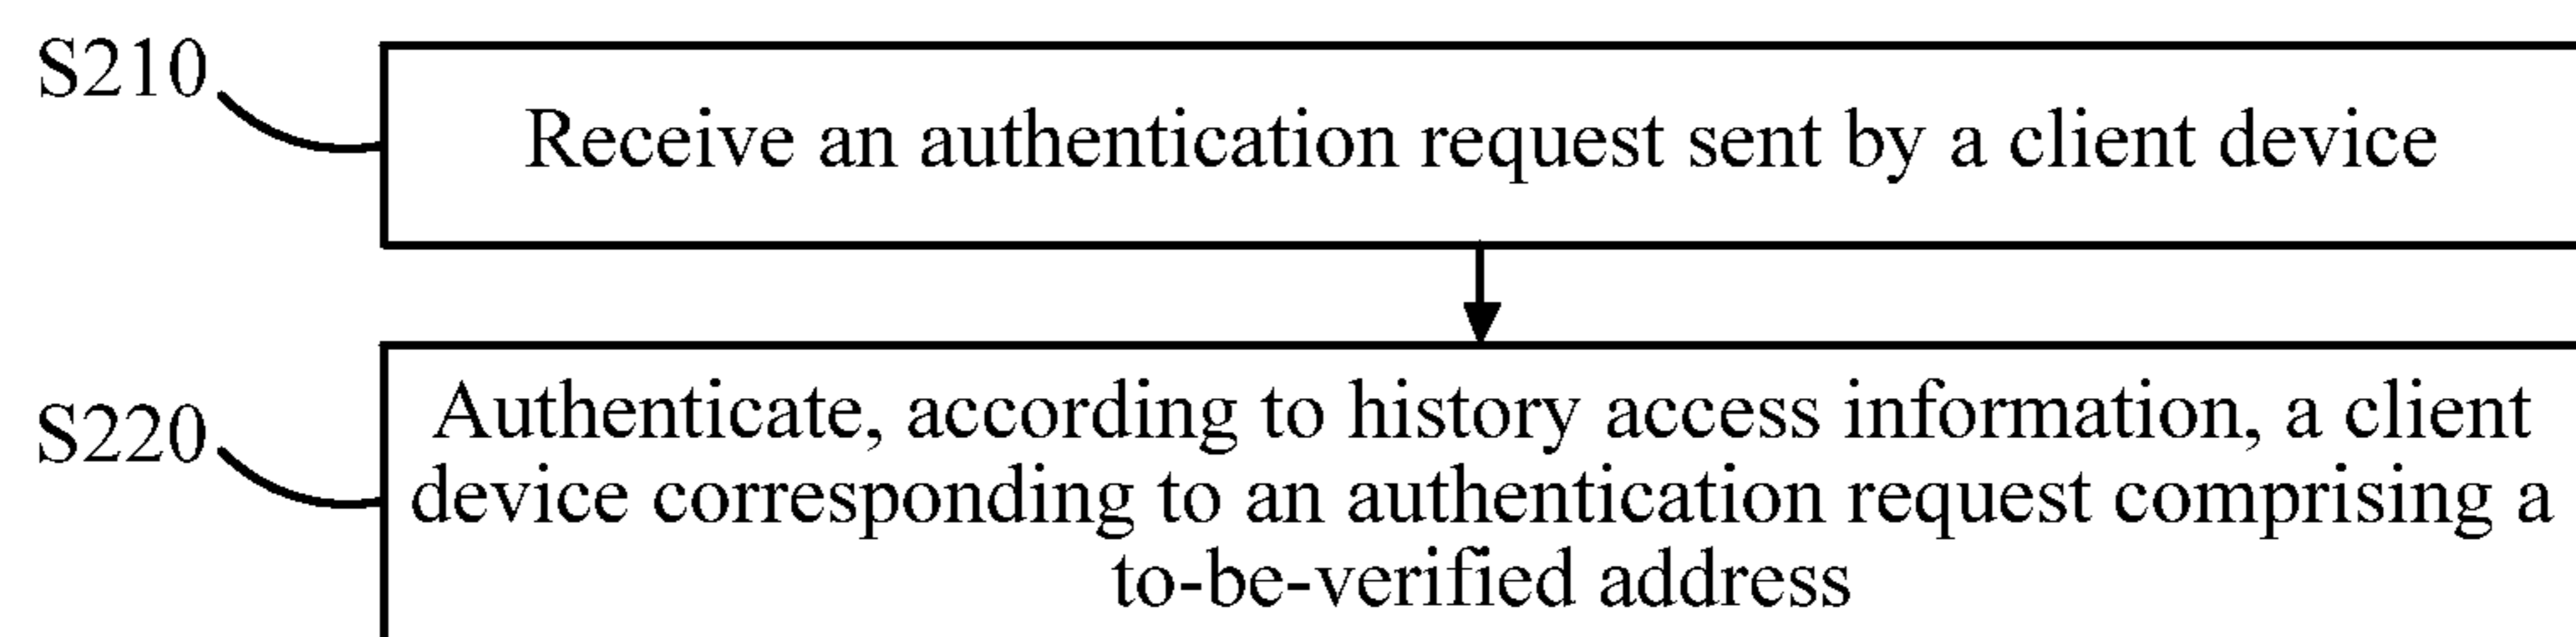 S210
Receive an authentication request sent by a client device
S220
Authenticate, according to history access information, a client
device corresponding to an authentication request comprising a
to-be-verified address